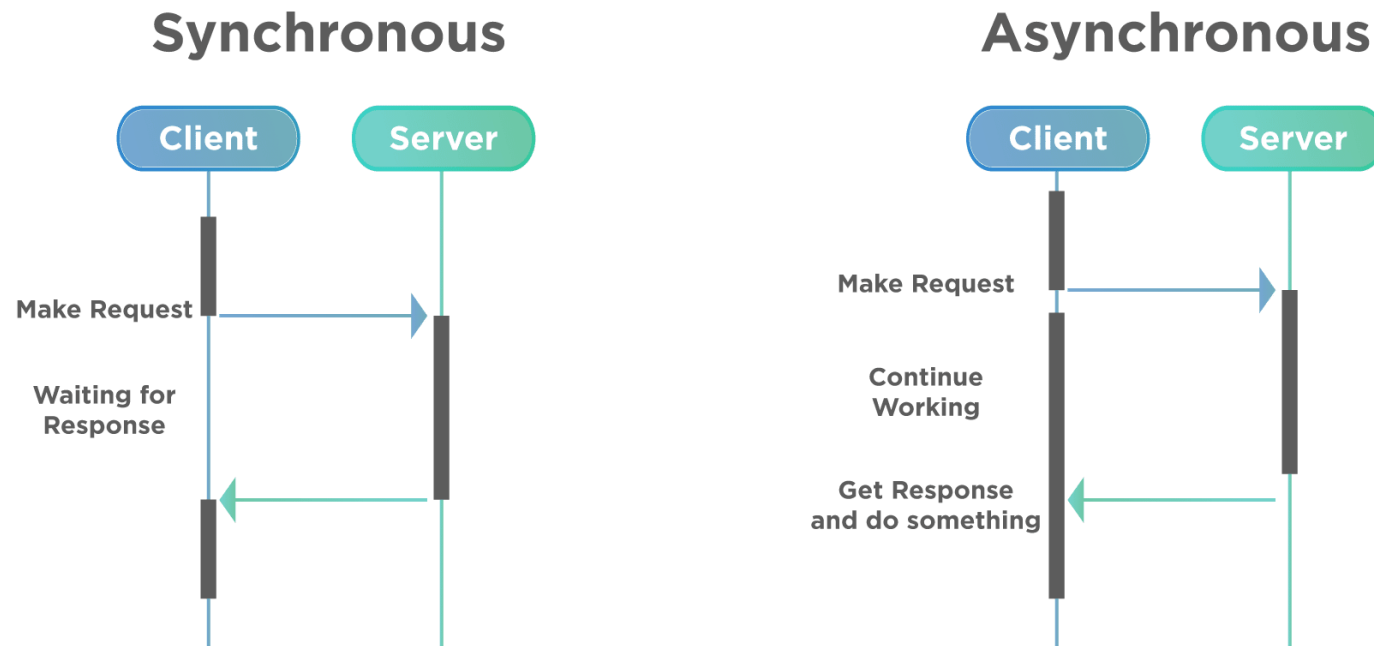 Synchronous
Client
Server
Make Request
Waiting for
Response
Asynchronous
Client
Server
Make Request
Continue
Working
Get Response
and do something